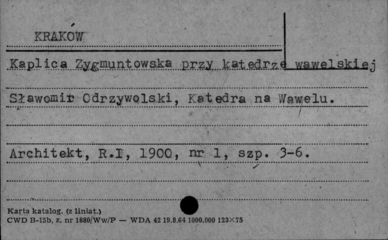 KRAKÓW
Kaplica Zygmuntowska przy katedrze wawelskiej
Sławomir Odrzywolski, Katedra na Wawelu.
Architekt, R.I, 1900, nr 1, szp. 3-6.
Karta katalog. (z liniat.)
CWD B-15b, z. nr 1680/Ww/P — WDA 42 19.8.64 1000.000 123×75